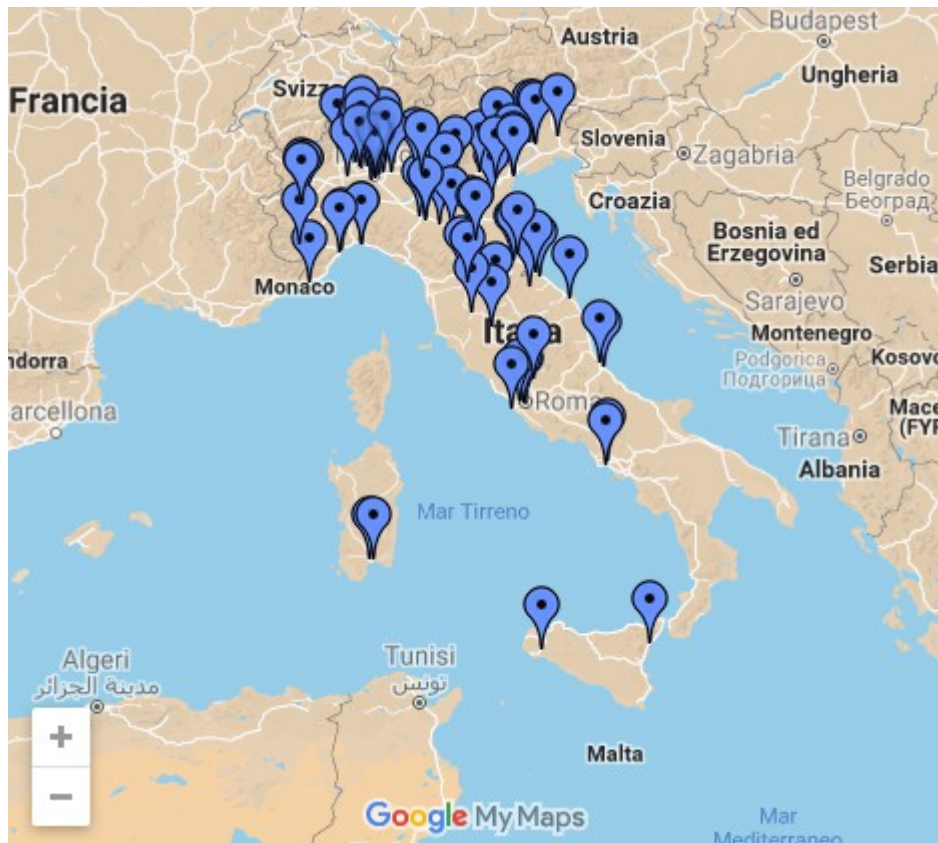 Budapest
Austria
Ungheria
Svizz
Francia
Slovenia
Zagabria
Belgrado
Београд
Croazia
Bosnia ed
Erzegovina
Serbia
Monaco
Sarajevo
Montenegro
Podgorica
Подгорица
Kosovo
ndorra
Roma
arcellona
Mace
(FYF
Tirana
Albania
Mar Tirreno
Algeri
مدينة الجزائر
Tunisi
تونس
+
Malta
−
Google My Maps
Mar
Mediterraneo